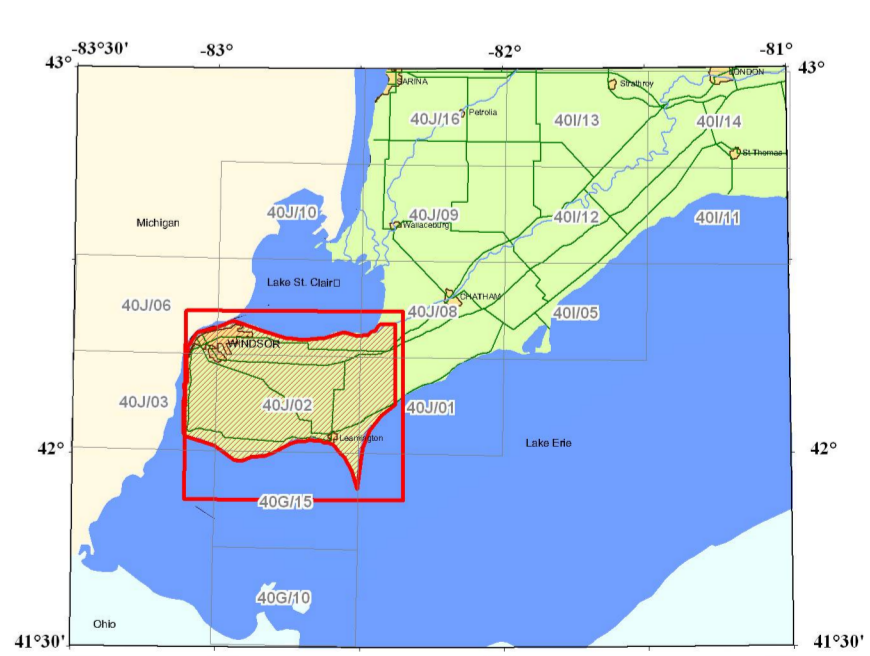 -83°30' -83° -82° -81°
43° 43°
SARINA Strathroy LONDON
40J/16 Petrolia 40I/13 40I/14
St Thomas
40J/10 40J/09 40I/12 40I/11
Michigan Wallaceburg
Lake St. Clair
CHATHAM
40J/06 40J/08 40I/05
WINDSOR
40J/03 40J/02 40J/01
Leamington Lake Erie
42° 42°
40G/15
40G/10
Ohio
41°30' 41°30'